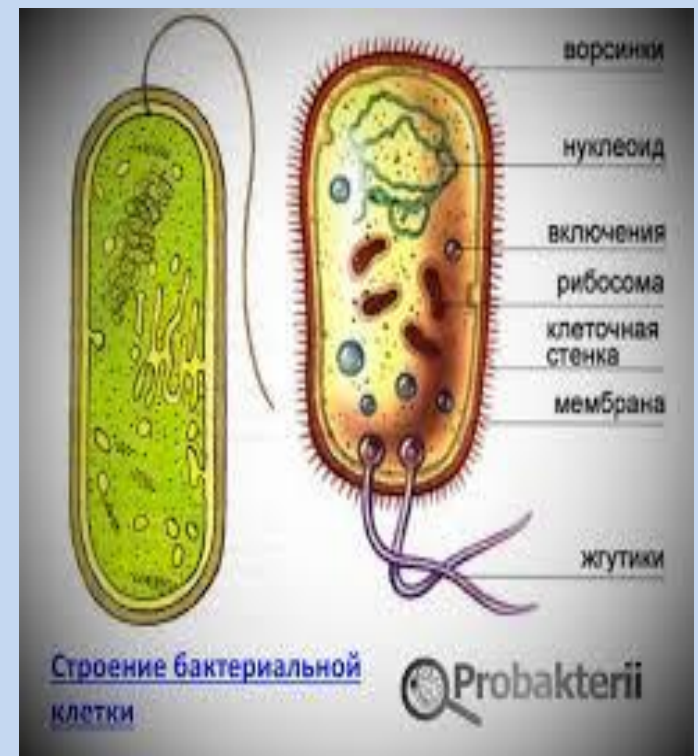 ворсинки
нуклеоид
включения
рибосома
клеточная
стенка
мембрана
жгутики
Строение бактериальной
клетки
Probakterii